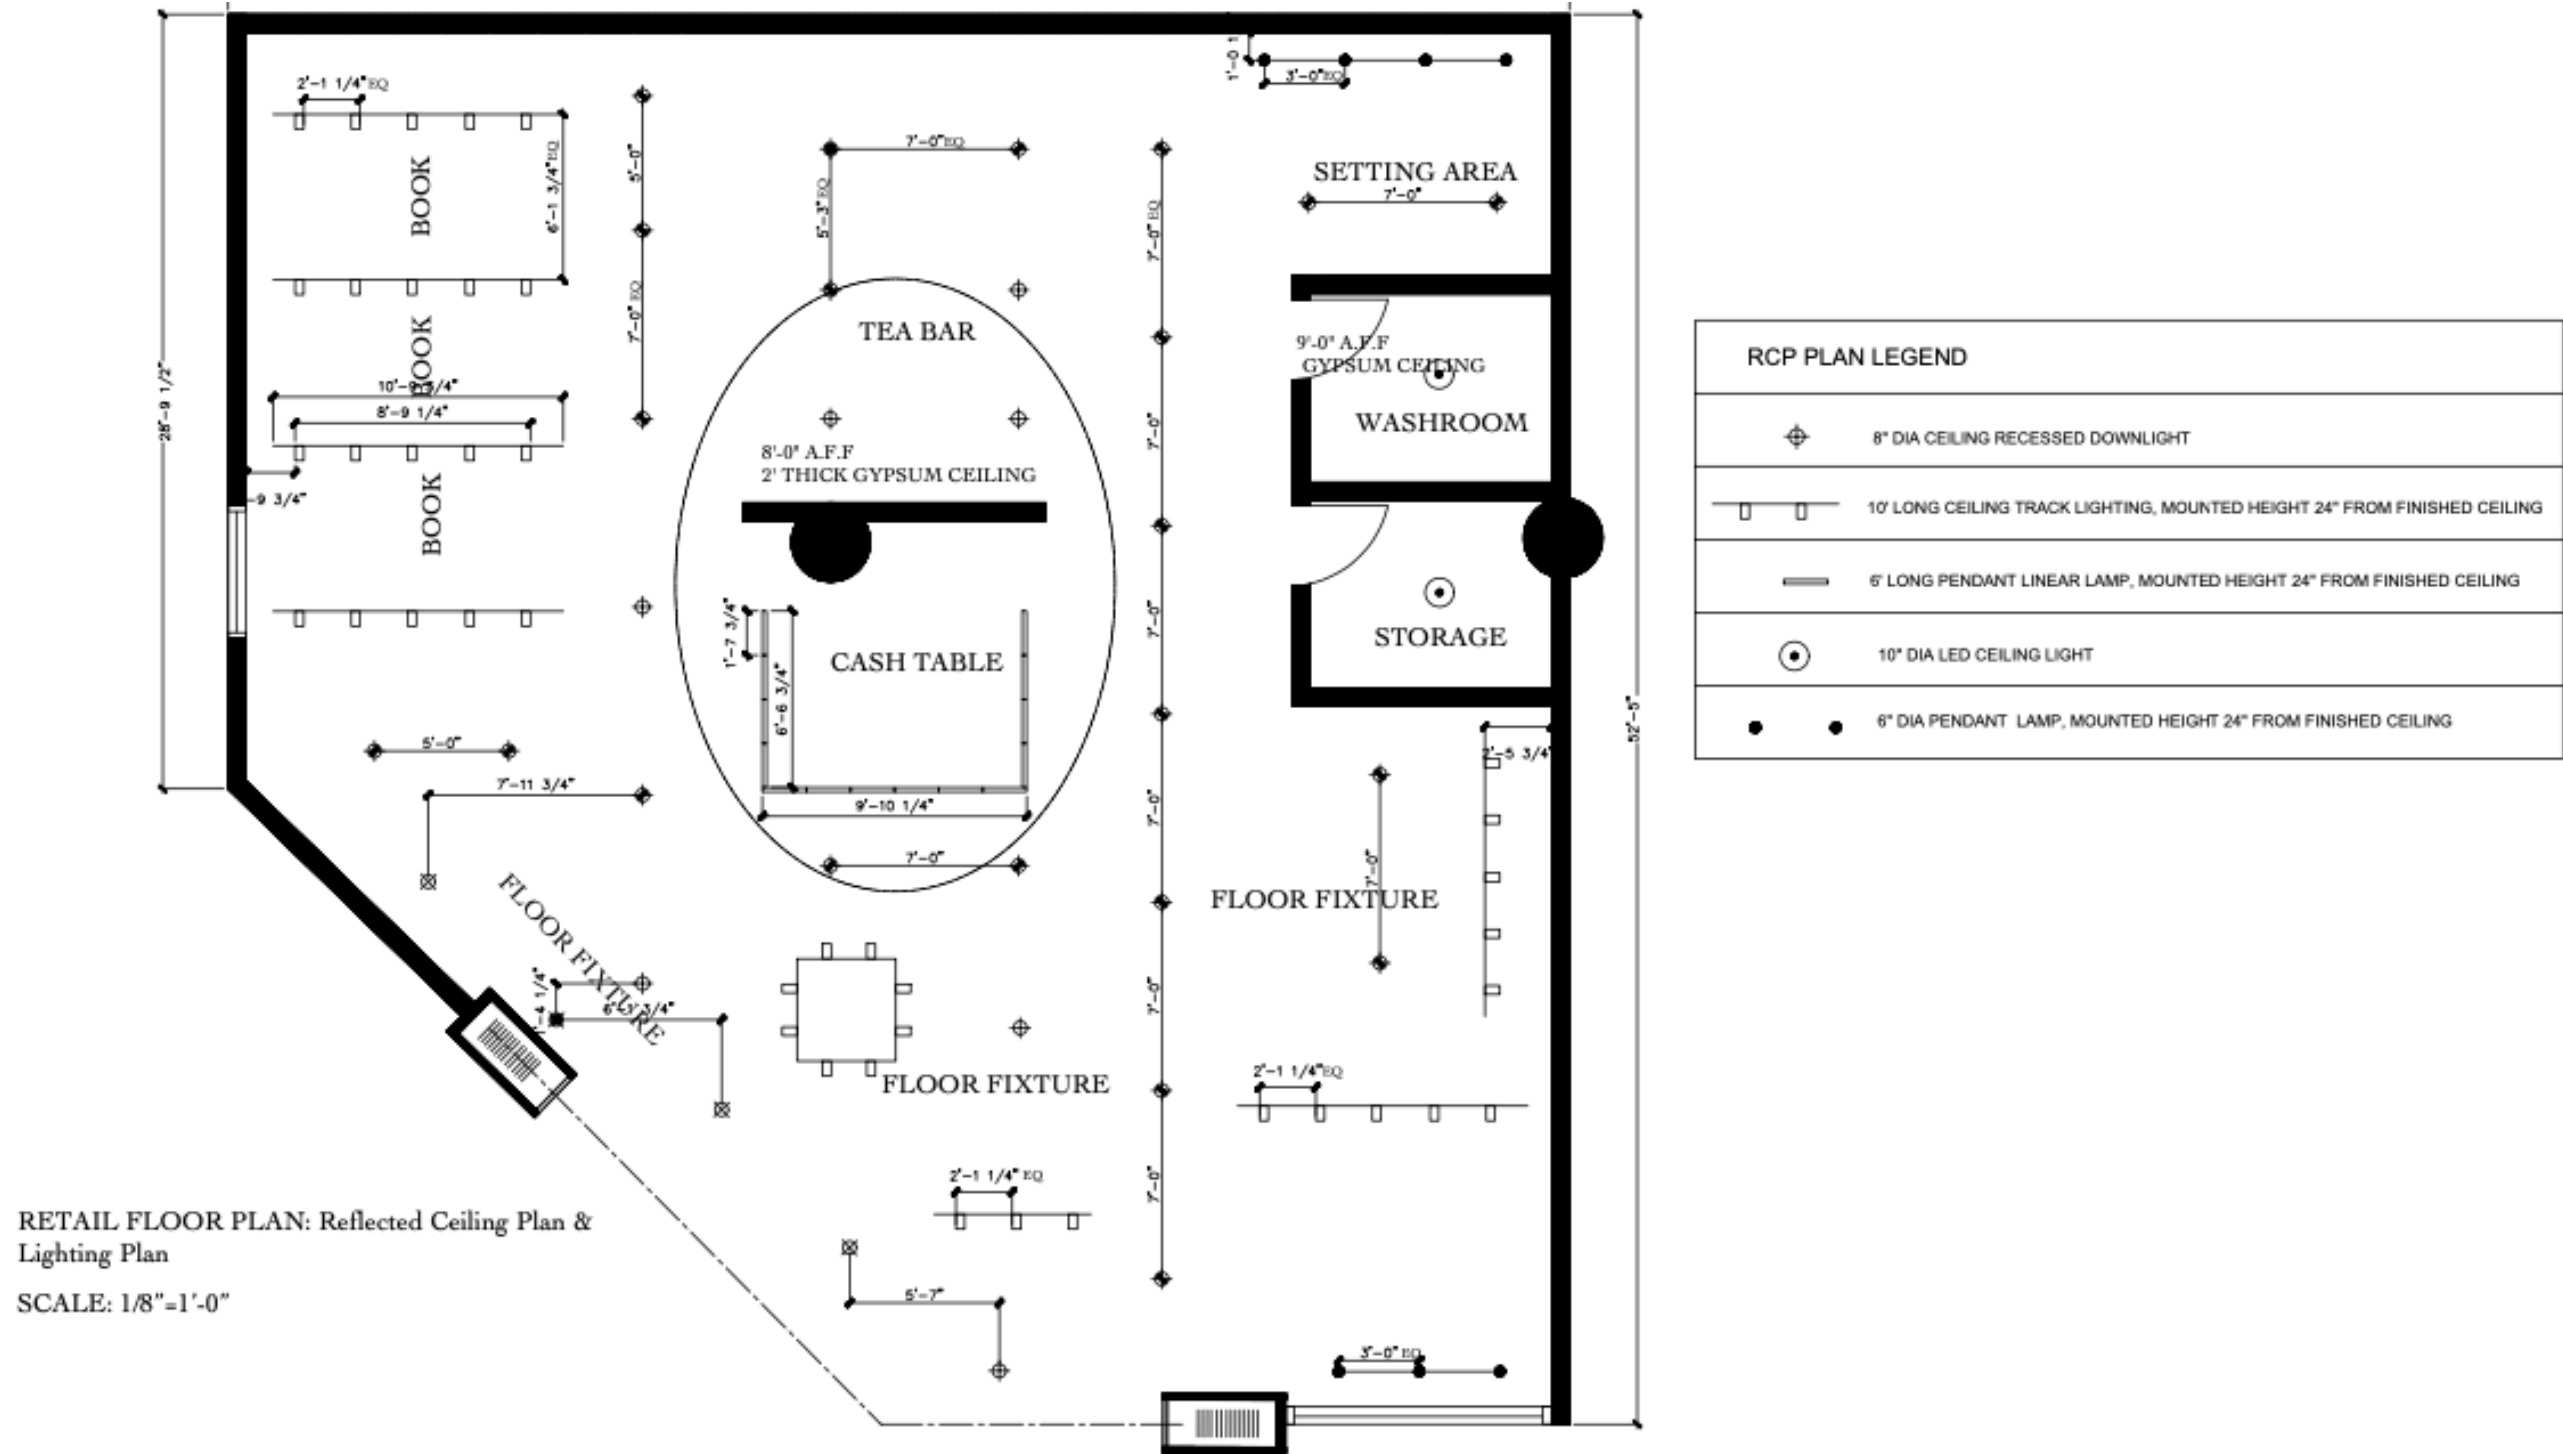 1'-0 1
3'-0" EQ
2'-1 1/4" EQ
5'-0"
6'-1 3/4" EQ
BOOK
7'-0" EQ
5'-3" EQ
7'-0" EQ
SETTING AREA
7'-0"
7'-0" EQ
BOOK
TEA BAR
9'-0" A.F.F
GYPSUM CEILING
28'-9 1/2"
8'-9 1/4"
7'-0"
WASHROOM
8'-0" A.F.F
2' THICK GYPSUM CEILING
-9 3/4"
BOOK
7'-0"
1'-7 3/4"
6'-6 3/4"
CASH TABLE
STORAGE
52'-5"
5'-0"
7'-11 3/4"
9'-10 1/4"
7'-0"
2'-5 3/4"
7'-0"
7'-0"
FLOOR FIXTURE
FLOOR FIXTURE
7'-0"
2'-1 1/4" EQ
FLOOR FIXTURE
2'-1 1/4" EQ
7'-0"
5'-7"
3'-0" EQ
RCP PLAN LEGEND
8" DIA CEILING RECESSED DOWNLIGHT
10' LONG CEILING TRACK LIGHTING, MOUNTED HEIGHT 24" FROM FINISHED CEILING
6' LONG PENDANT LINEAR LAMP, MOUNTED HEIGHT 24" FROM FINISHED CEILING
10" DIA LED CEILING LIGHT
6" DIA PENDANT LAMP, MOUNTED HEIGHT 24" FROM FINISHED CEILING
RETAIL FLOOR PLAN: Reflected Ceiling Plan &
Lighting Plan
SCALE: 1/8"=1'-0"